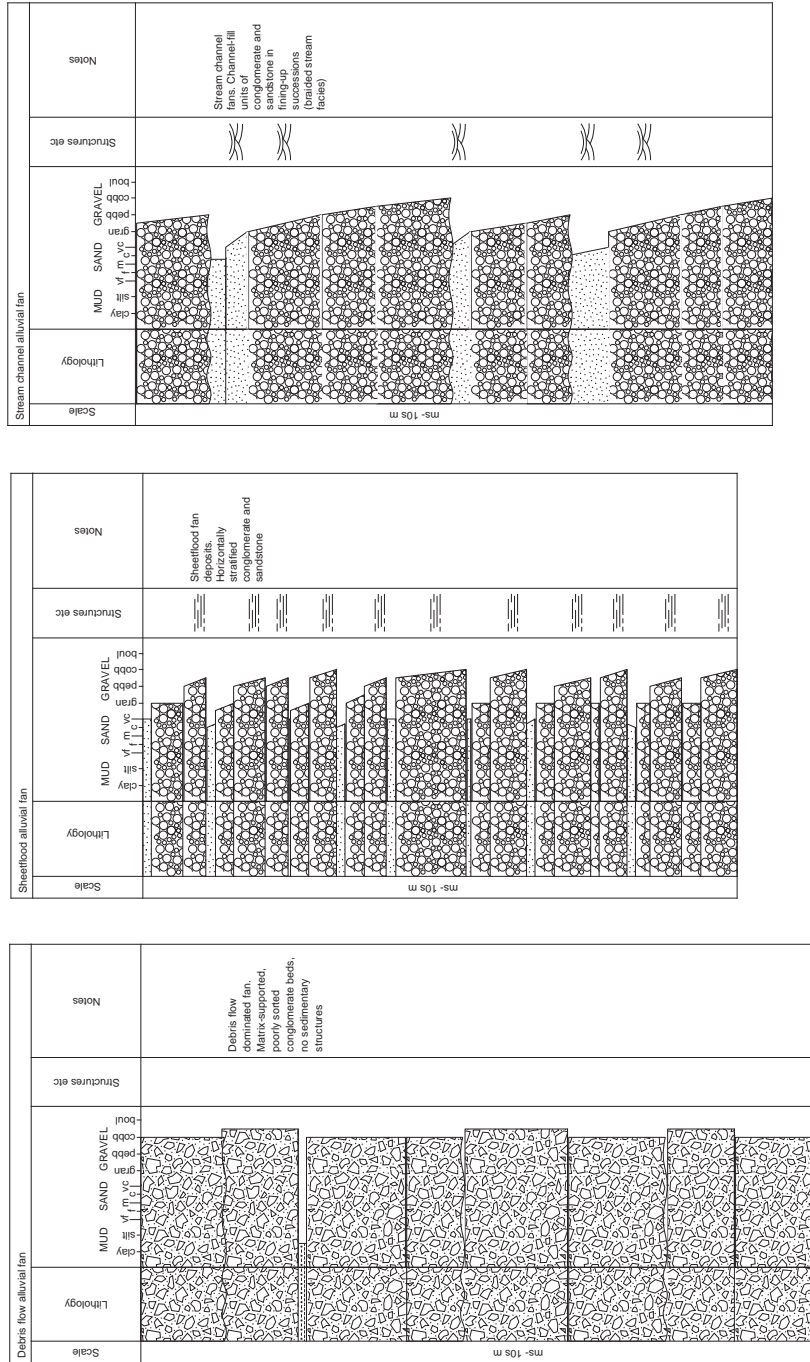 Debris flow alluvial fan
Scale
Lithology
MUD
SAND
GRAVEL
clay
silt
vf
f
m
c
vc
gran
pebb
cobb
boul
Structures etc
Notes
ms -10s m
Debris flow
dominated fan.
Matrix-supported,
poorly sorted
conglomerate beds,
no sedimentary
structures
Sheetflood alluvial fan
Scale
Lithology
MUD
SAND
GRAVEL
clay
silt
vf
f
m
c
vc
gran
pebb
cobb
boul
Structures etc
Notes
ms -10s m
Sheetflood fan
deposits.
Horizontally
stratified
conglomerate and
sandstone
Stream channel alluvial fan
Scale
Lithology
MUD
SAND
GRAVEL
clay
silt
vf
f
m
c
vc
gran
pebb
cobb
boul
Structures etc
Notes
ms -10s m
Stream channel
fans. Channel-fill
units of
conglomerate and
sandstone in
fining-up
successions
(braided stream
facies)